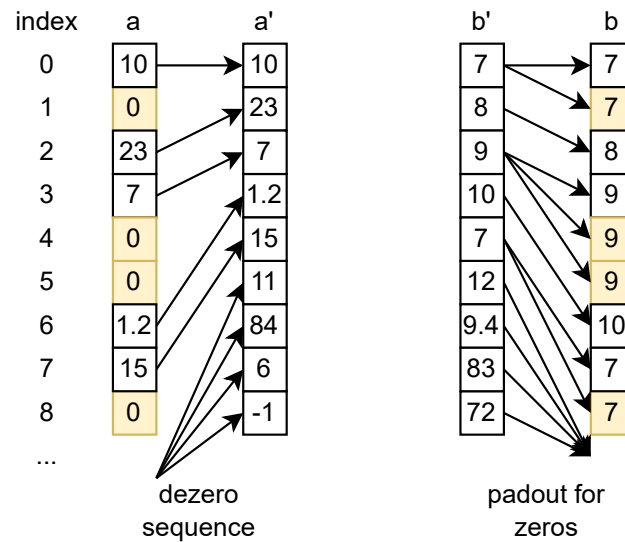 index a a' b' b
0 10 10 7 7
1 0 23 8 7
2 23 7 9 8
3 7 1.2 10 9
4 0 15 7 9
5 0 11 12 9
6 1.2 84 9.4 10
7 15 6 83 7
8 0 -1 72 7
...
dezero padout for
sequence zeros